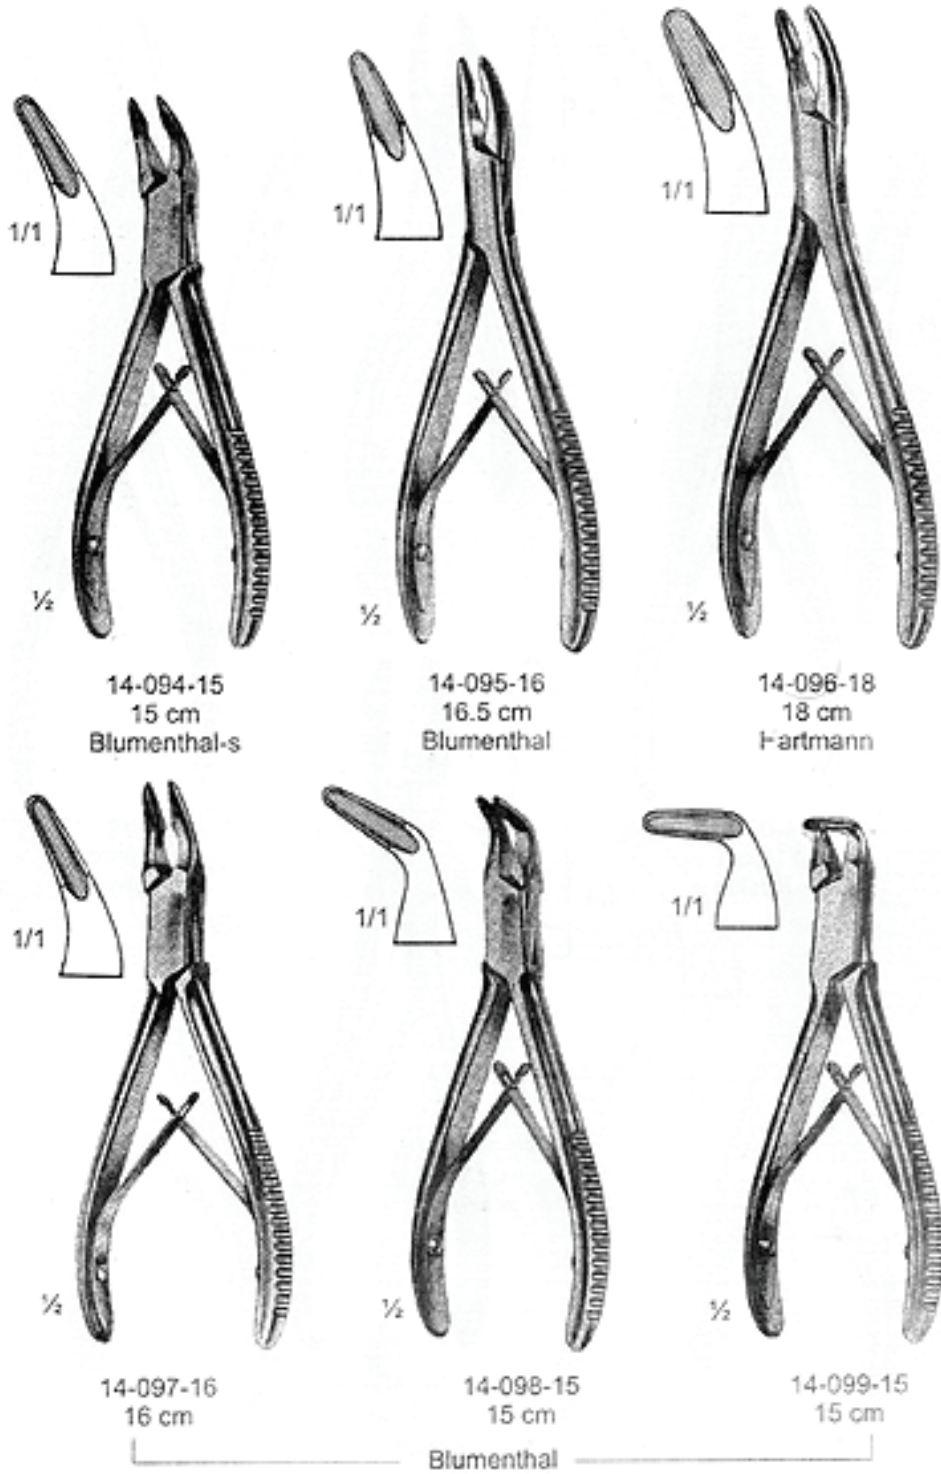 1/1
1/1
1/1
½
½
½
14-094-15
15 cm
Blumenthal-s
14-095-16
16.5 cm
Blumenthal
14-096-18
18 cm
Hartmann
1/1
1/1
1/1
½
½
½
14-097-16
16 cm
14-098-15
15 cm
14-099-15
15 cm
Blumenthal